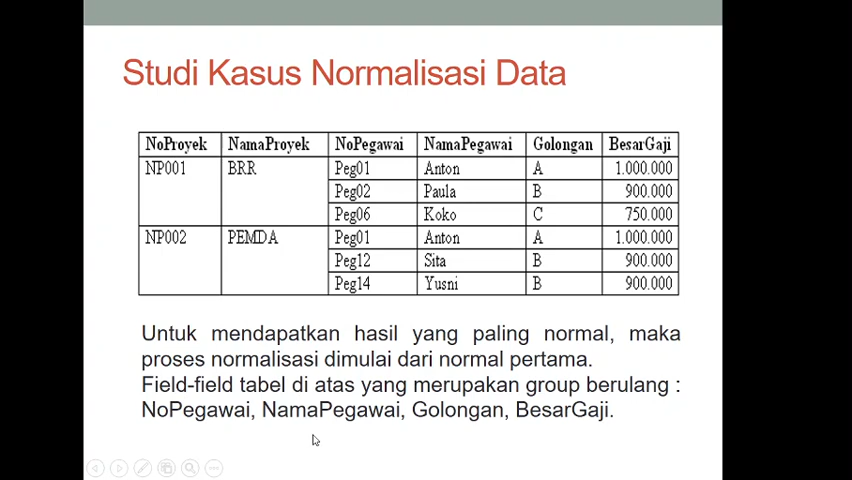 Studi Kasus Normalisasi Data
NoProyek NamaProyek NoPegawai NamaPegawai Golongan BesarGaji
NP001 BRR Peg01 Anton A 1.000.000
Peg02 Paula B 900.000
Peg06 Koko C 750.000
NP002 PEMDA Peg01 Anton A 1.000.000
Peg12 Sita B 900.000
Peg14 Yusni B 900.000
Untuk mendapatkan hasil yang paling normal, maka
proses normalisasi dimulai dari normal pertama.
Field-field tabel di atas yang merupakan group berulang :
NoPegawai, NamaPegawai, Golongan, BesarGaji.